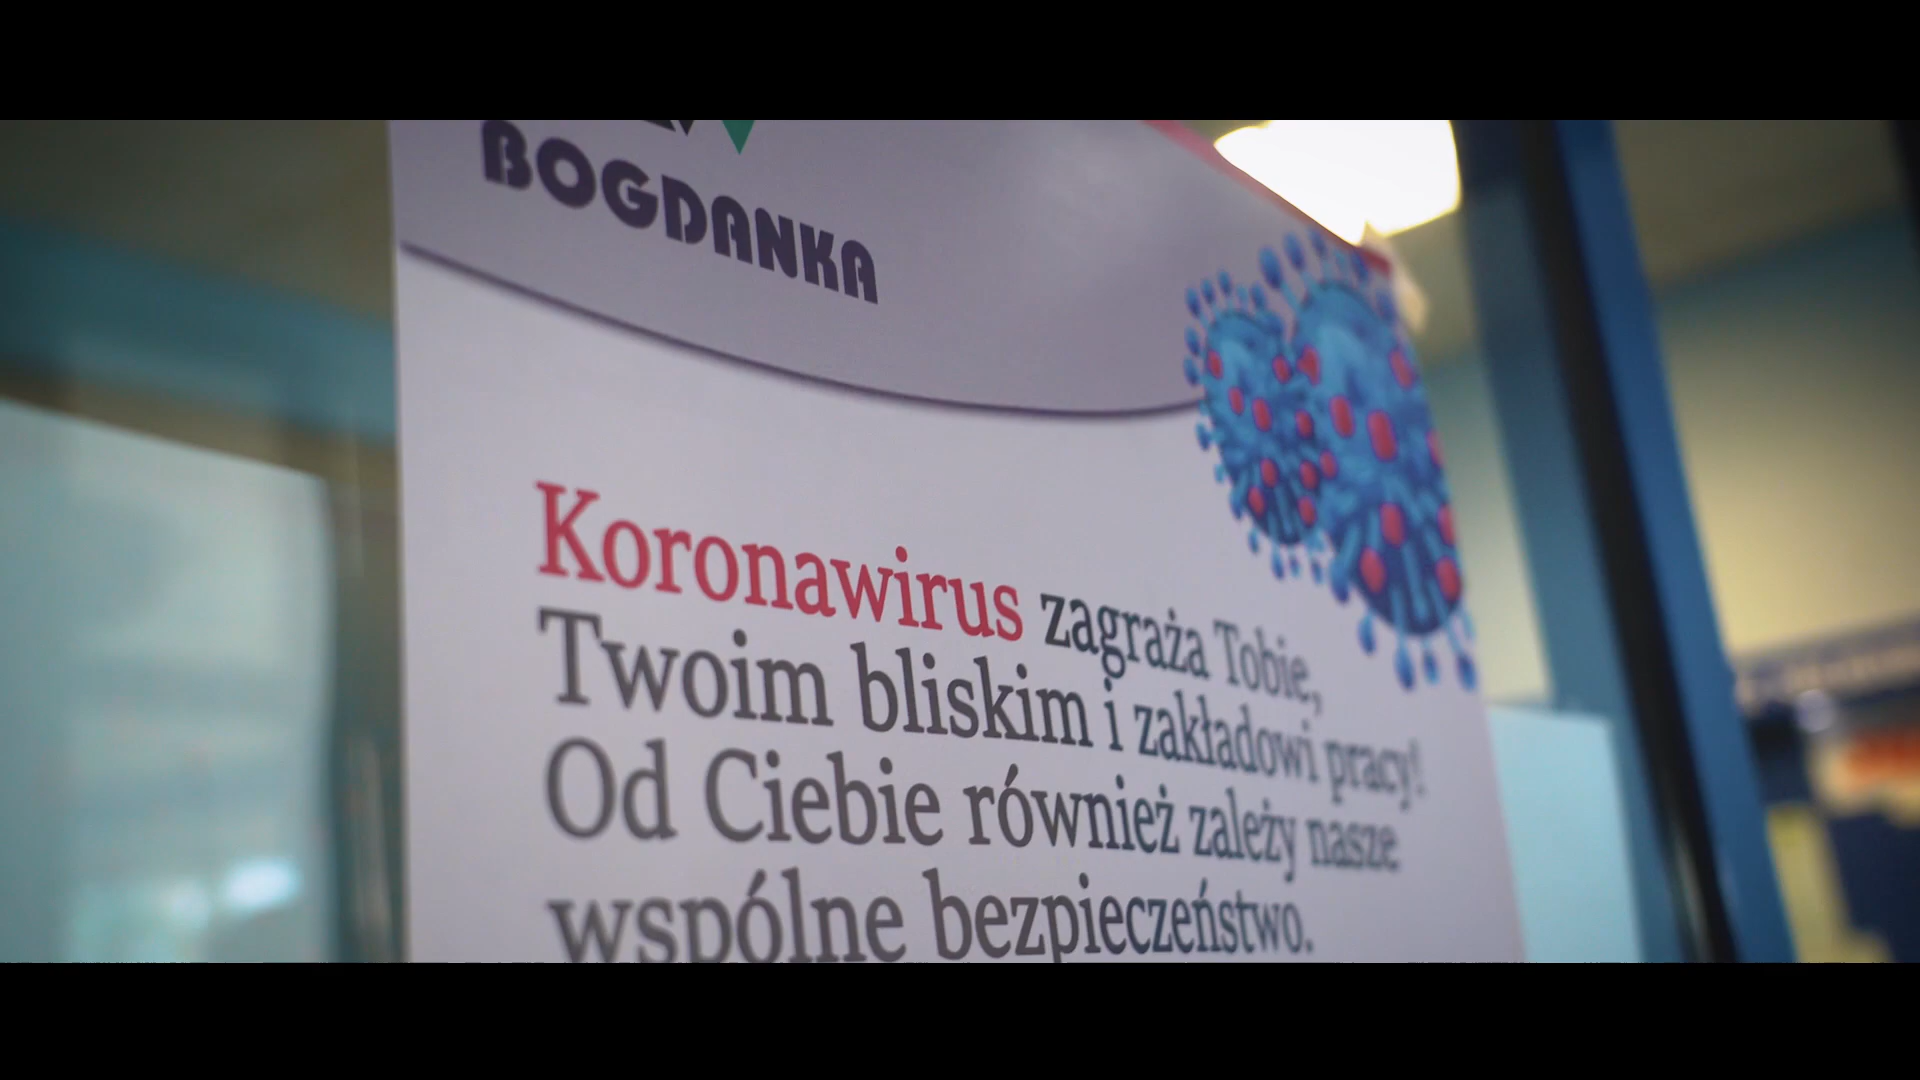 BOGDANKA
Koronawirus zagraża Tobie,
Twoim bliskim i zakładowi pracy!
Od Ciebie również zależy nasze
wspólne bezpieczeństwo.